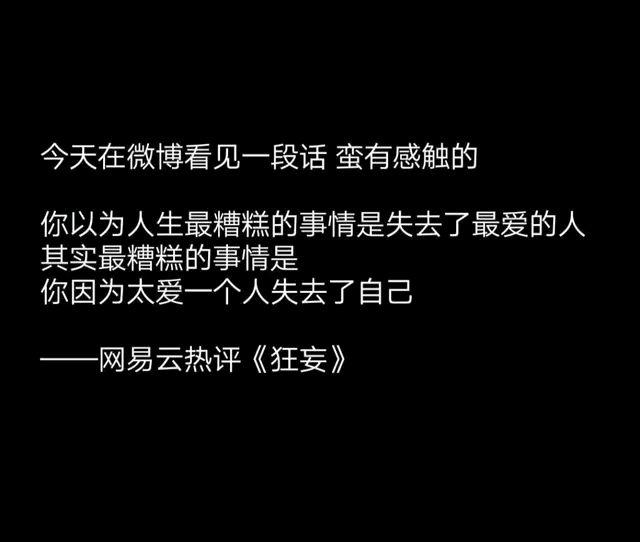 今天在微博看见一段话 蛮有感触的
你以为人生最糟糕的事情是失去了最爱的人
其实最糟糕的事情是
你因为太爱一个人失去了自己
——网易云热评《狂妄》